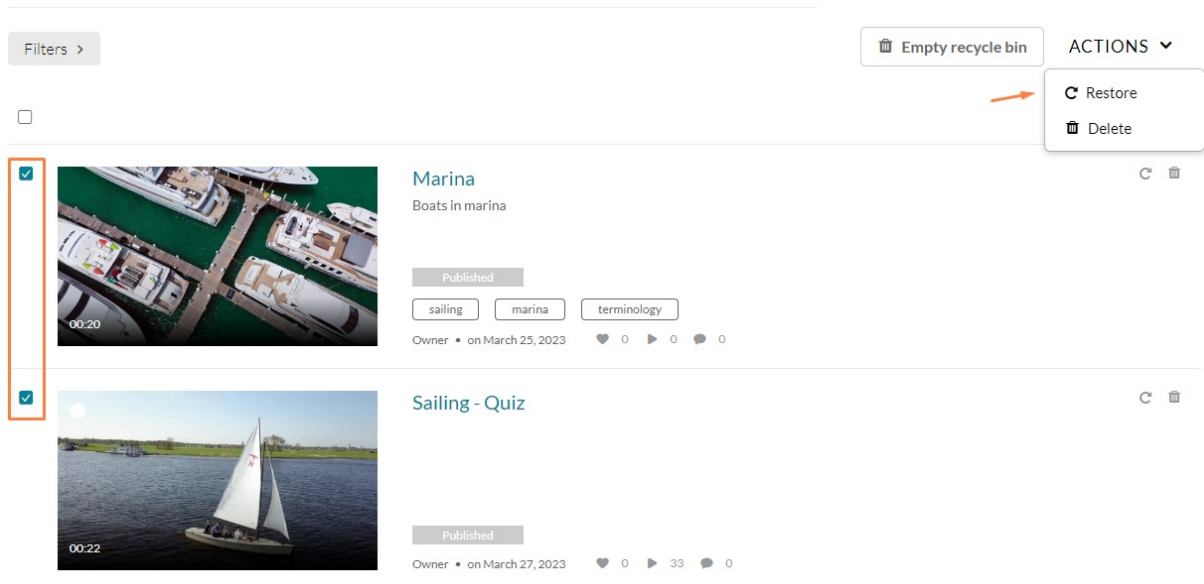 Filters >
Empty recycle bin
ACTIONS
Restore
Delete
Marina
Boats in marina
Published
sailing marina terminology
00:20
Owner • on March 25, 2023 0 0 0
Sailing - Quiz
Published
00:22
Owner • on March 27, 2023 0 33 0